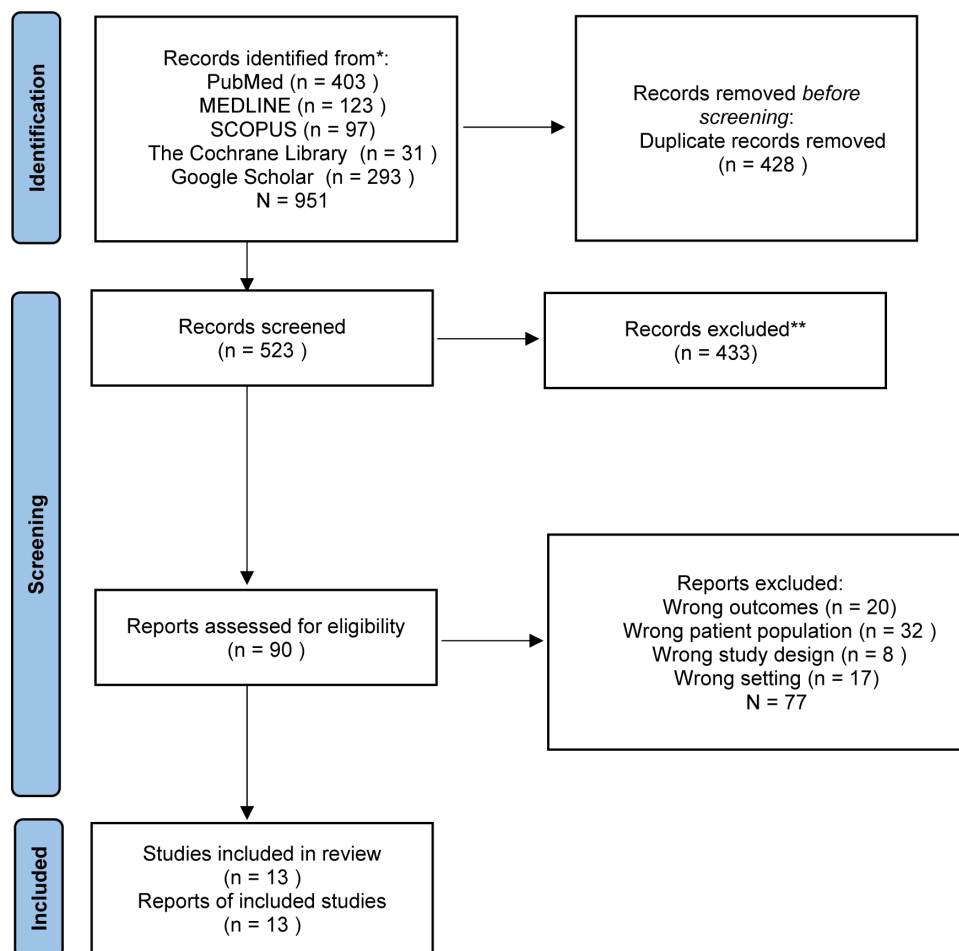 Identification
Records identified from*:
PubMed (n = 403 )
MEDLINE (n = 123 )
SCOPUS (n = 97)
The Cochrane Library (n = 31 )
Google Scholar (n = 293 )
N = 951
Records removed before
screening:
Duplicate records removed
(n = 428 )
Screening
Records screened
(n = 523 )
Records excluded**
(n = 433)
Reports assessed for eligibility
(n = 90 )
Reports excluded:
Wrong outcomes (n = 20)
Wrong patient population (n = 32 )
Wrong study design (n = 8 )
Wrong setting (n = 17)
N = 77
Included
Studies included in review
(n = 13 )
Reports of included studies
(n = 13 )